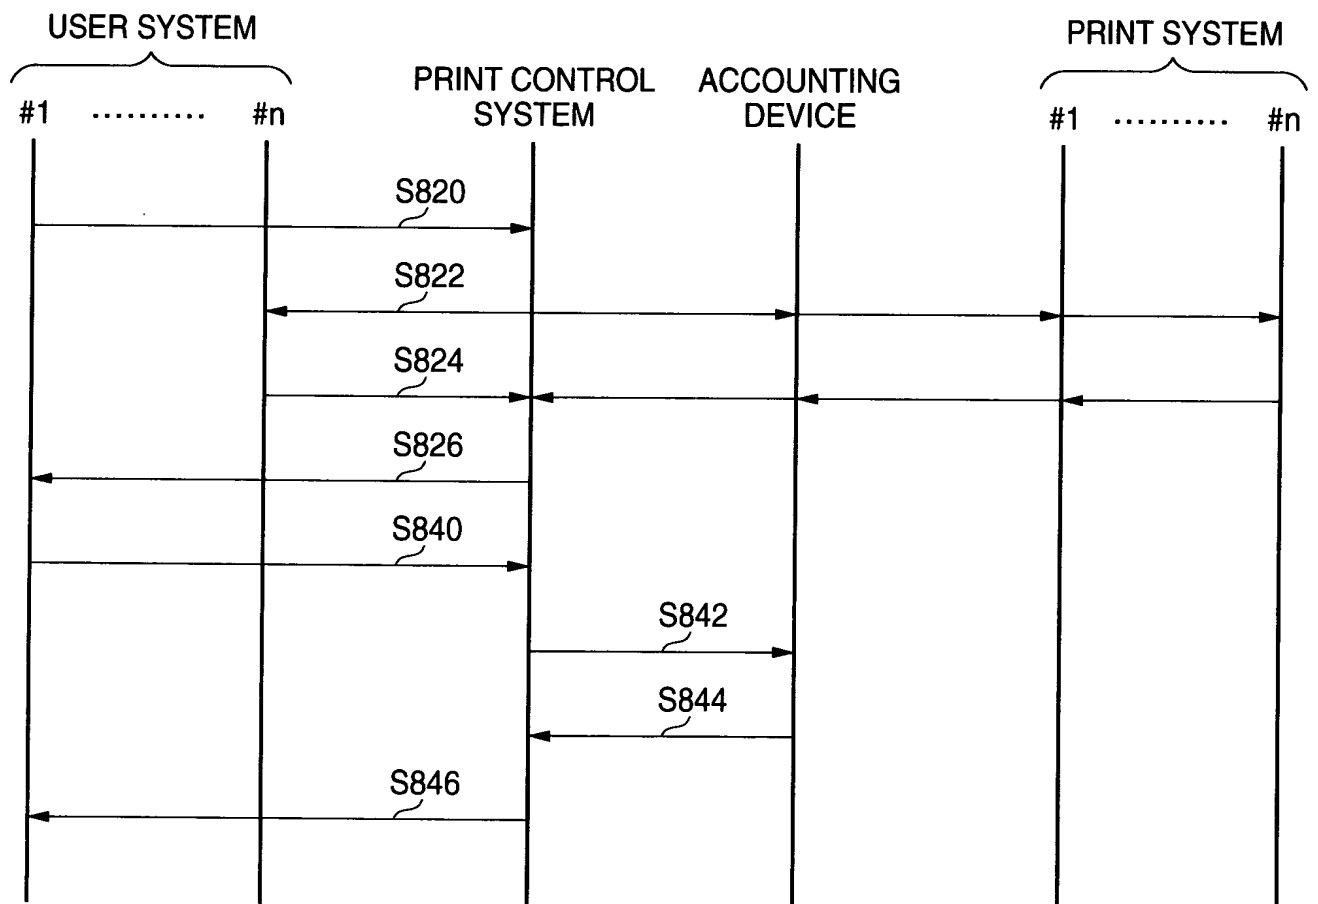 USER SYSTEM
PRINT SYSTEM
PRINT CONTROL
SYSTEM
ACCOUNTING
DEVICE
#1 .......... #n
#1 .......... #n
S820
S822
S824
S826
S840
S842
S844
S846